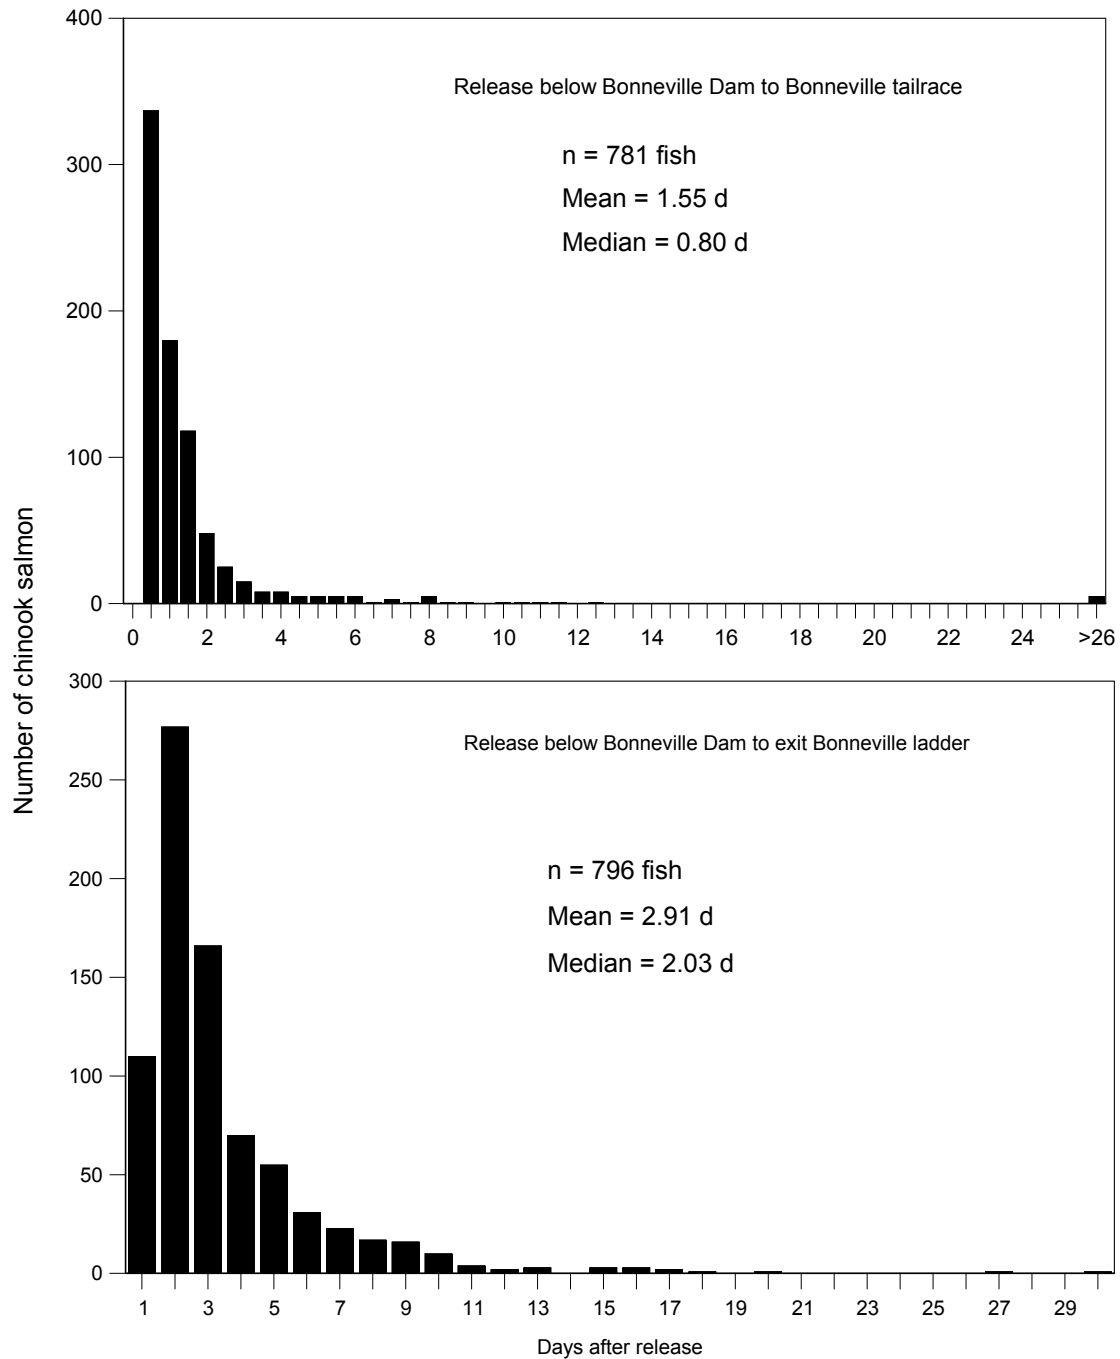 400
Release below Bonneville Dam to Bonneville tailrace
n = 781 fish
300
Mean = 1.55 d
Median = 0.80 d
200
100
0
0 2 4 6 8 10 12 14 16 18 20 22 24 >26
Number of chinook salmon
300
Release below Bonneville Dam to exit Bonneville ladder
250
n = 796 fish
200
Mean = 2.91 d
Median = 2.03 d
150
100
50
0
1 3 5 7 9 11 13 15 17 19 21 23 25 27 29
Days after release